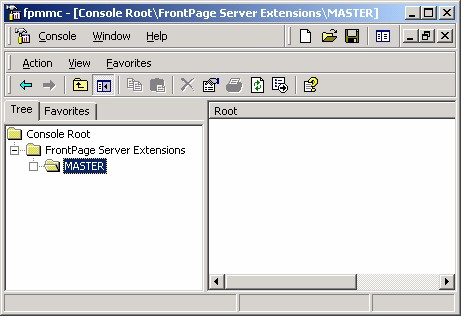 fpmmc - [Console Root\FrontPage Server Extensions\MASTER]
Console Window Help
Action View Favorites
Tree Favorites
Root
Console Root
FrontPage Server Extensions
MASTER